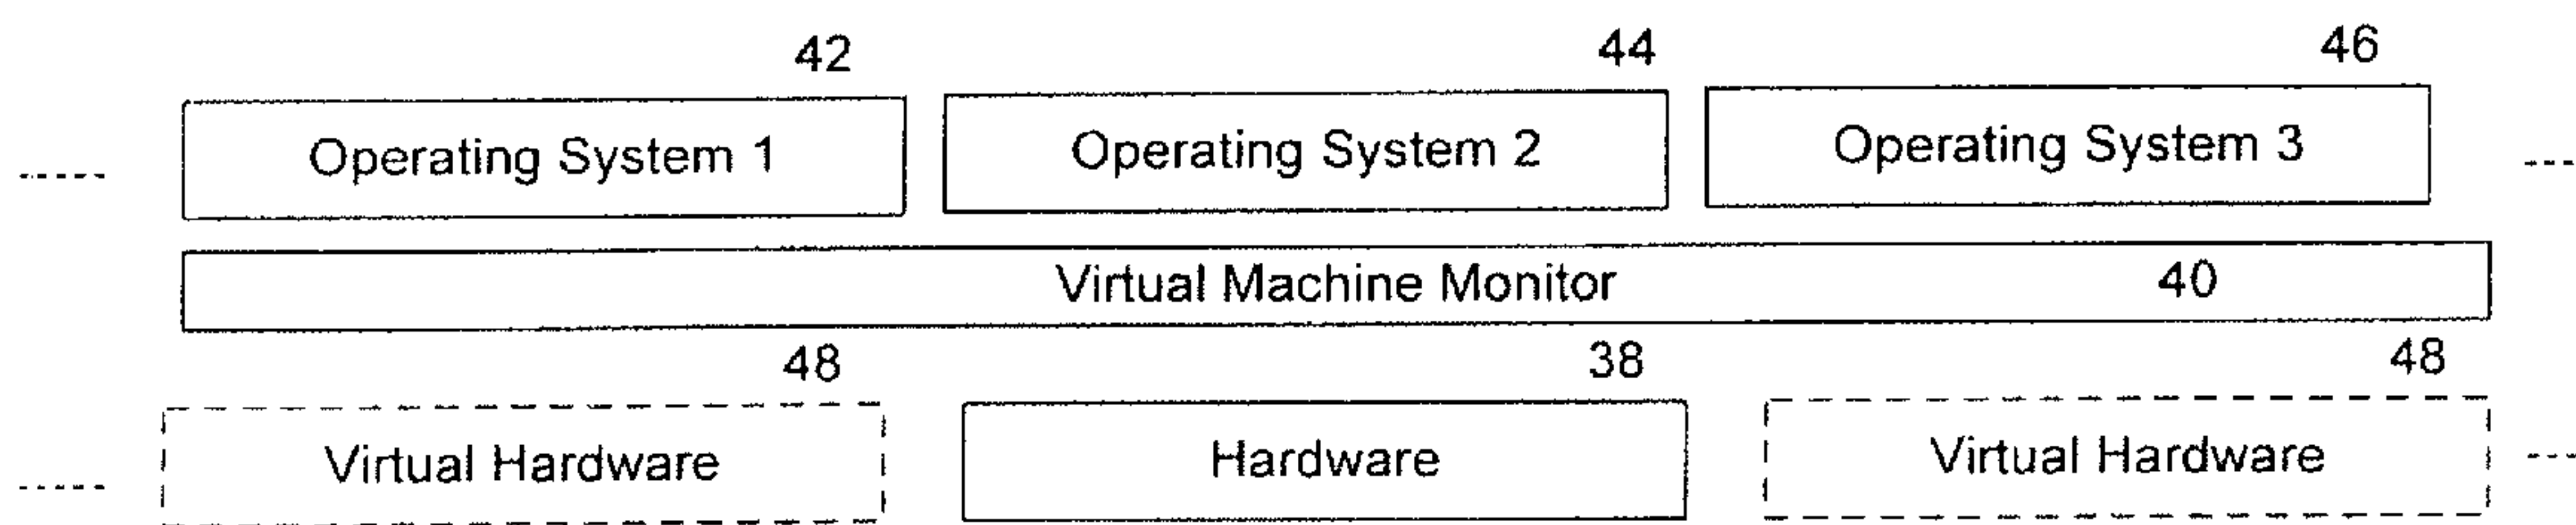 42 44 46
Operating System 1 Operating System 2 Operating System 3
Virtual Machine Monitor 40
48 38 48
Virtual Hardware Hardware Virtual Hardware